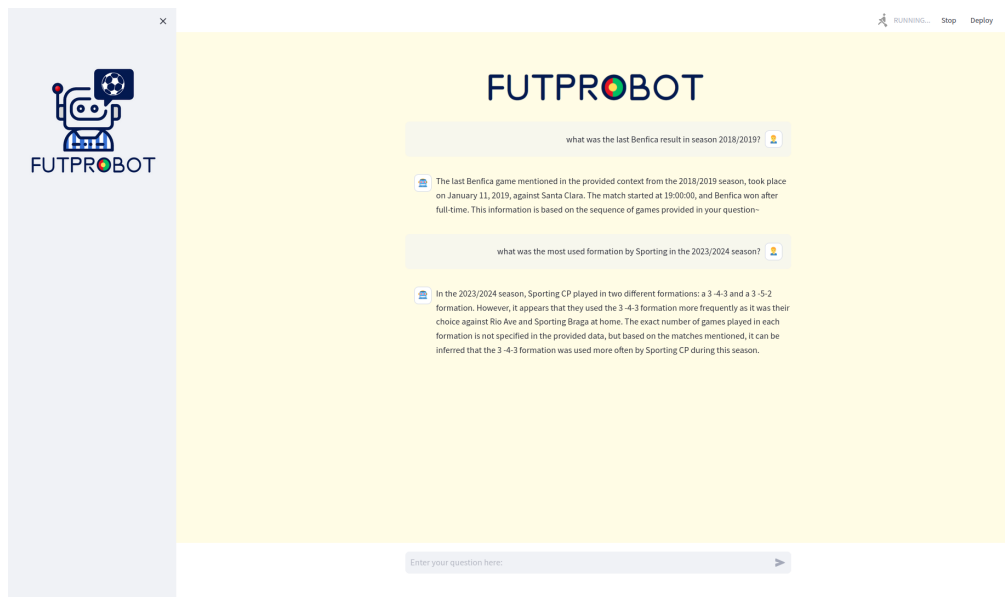 RUNNING...
Stop
Deploy
FUTPROBOT
FUTPROBOT
what was the last Benfica result in season 2018/2019?
The last Benfica game mentioned in the provided context from the 2018/2019 season, took place
on January 11, 2019, against Santa Clara. The match started at 19:00:00, and Benfica won after
full-time. This information is based on the sequence of games provided in your question~
what was the most used formation by Sporting in the 2023/2024 season?
In the 2023/2024 season, Sporting CP played in two different formations: a 3 -4-3 and a 3 -5-2
formation. However, it appears that they used the 3 -4-3 formation more frequently as it was their
choice against Rio Ave and Sporting Braga at home. The exact number of games played in each
formation is not specified in the provided data, but based on the matches mentioned, it can be
inferred that the 3 -4-3 formation was used more often by Sporting CP during this season.
Enter your question here: